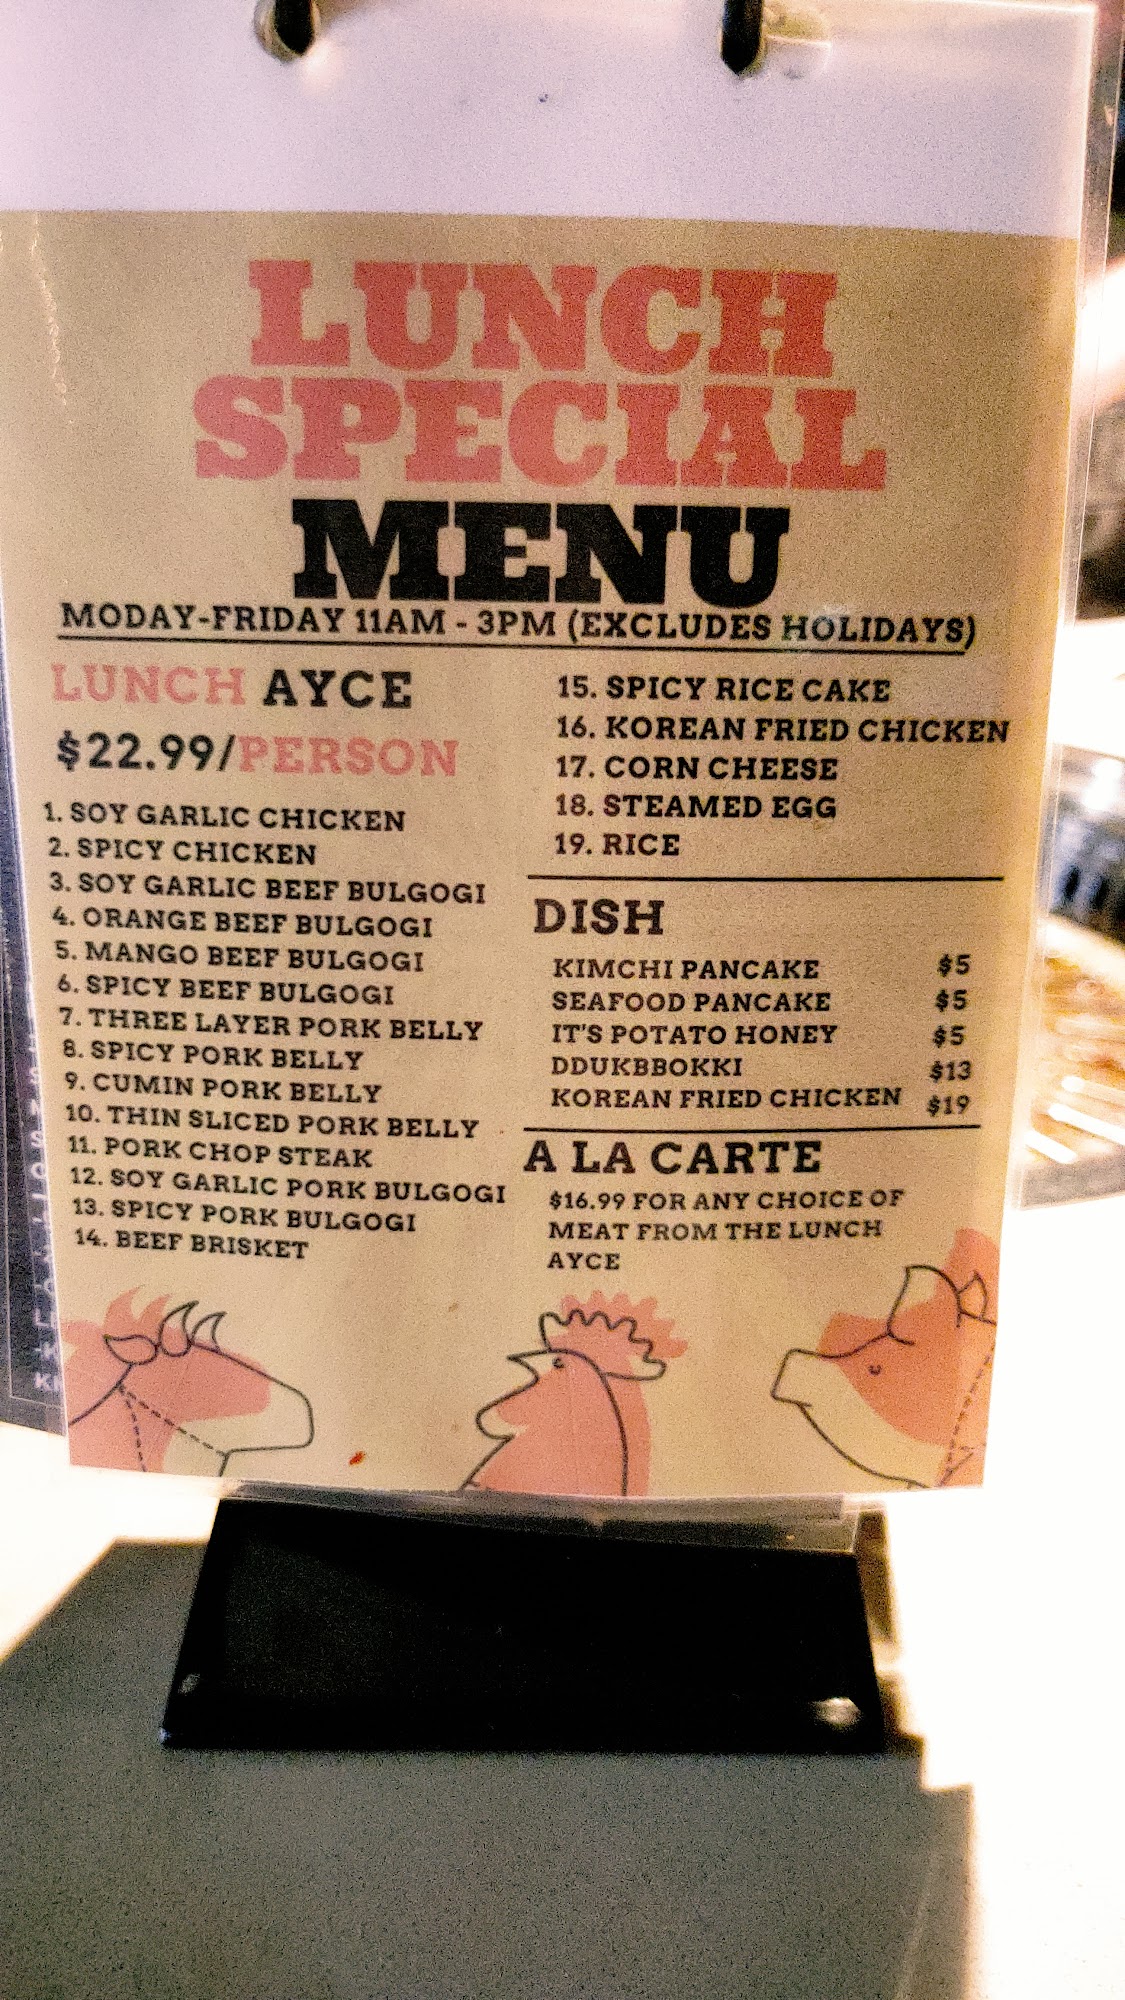 LUNCH
SPECIAL
MENU
MODAY-FRIDAY 11AM - 3PM (EXCLUDES HOLIDAYS)
LUNCH AYCE
$22.99/PERSON
1. SOY GARLIC CHICKEN
2. SPICY CHICKEN
3. SOY GARLIC BEEF BULGOGI
4. ORANGE BEEF BULGOGI
5. MANGO BEEF BULGOGI
6. SPICY BEEF BULGOGI
7. THREE LAYER PORK BELLY
8. SPICY PORK BELLY
9. CUMIN PORK BELLY
10. THIN SLICED PORK BELLY
11. PORK CHOP STEAK
12. SOY GARLIC PORK BULGOGI
13. SPICY PORK BULGOGI
14. BEEF BRISKET
15. SPICY RICE CAKE
16. KOREAN FRIED CHICKEN
17. CORN CHEESE
18. STEAMED EGG
19. RICE
DISH
KIMCHI PANCAKE $5
SEAFOOD PANCAKE $5
IT'S POTATO HONEY $5
DDUKBBOKKI $13
KOREAN FRIED CHICKEN $19
A LA CARTE
$16.99 FOR ANY CHOICE OF
MEAT FROM THE LUNCH
AYCE